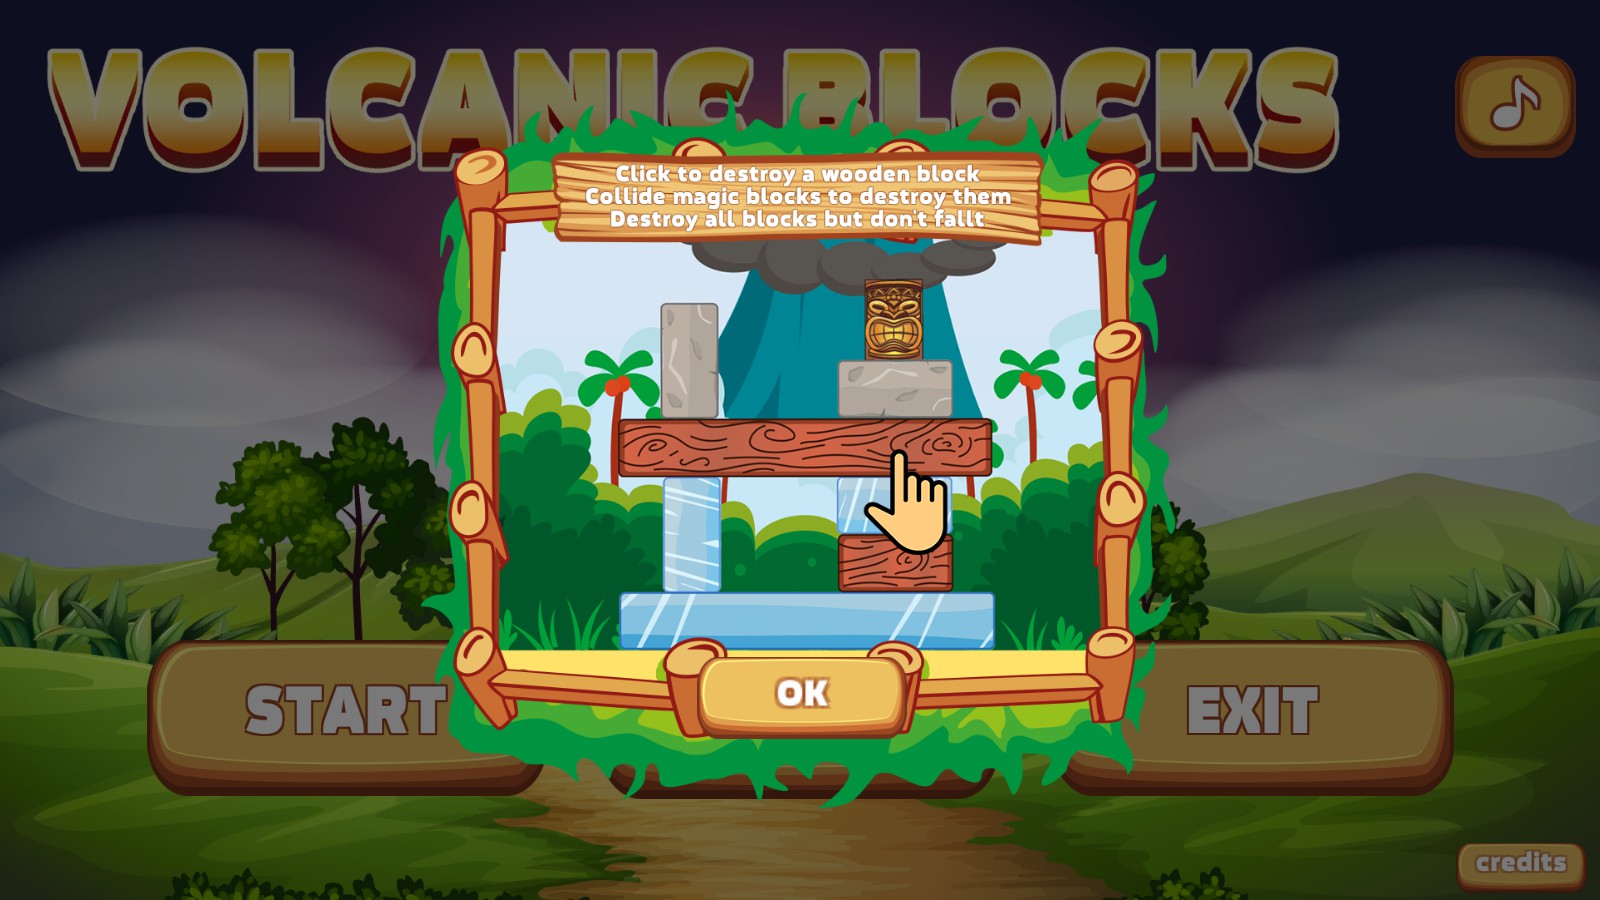 VOLCANIC BLOCKS
Click to destroy a wooden block
Collide magic blocks to destroy them
Destroy all blocks but don't fallt
OK
START
EXIT
credits